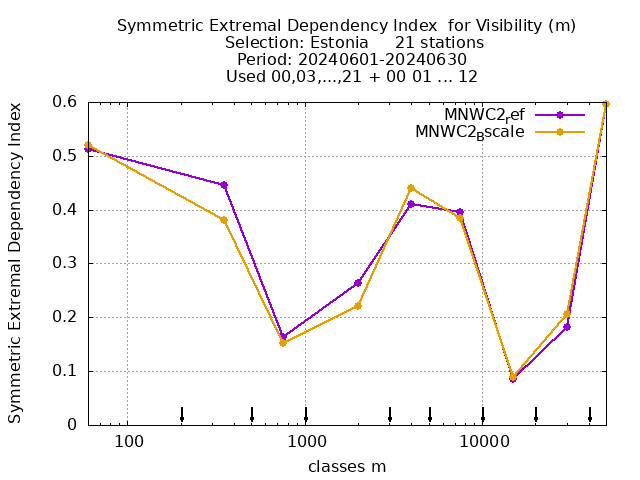 Symmetric Extremal Dependency Index  for Visibility (m)
Selection: Estonia     21 stations
Period: 20240601-20240630
Used 00,03,...,21 + 00 01 ... 12
Symmetric Extremal Dependency Index
0.6
0.5
0.4
0.3
0.2
0.1
0
MNWC2ref
MNWC2Bscale
100
1000
10000
classes m